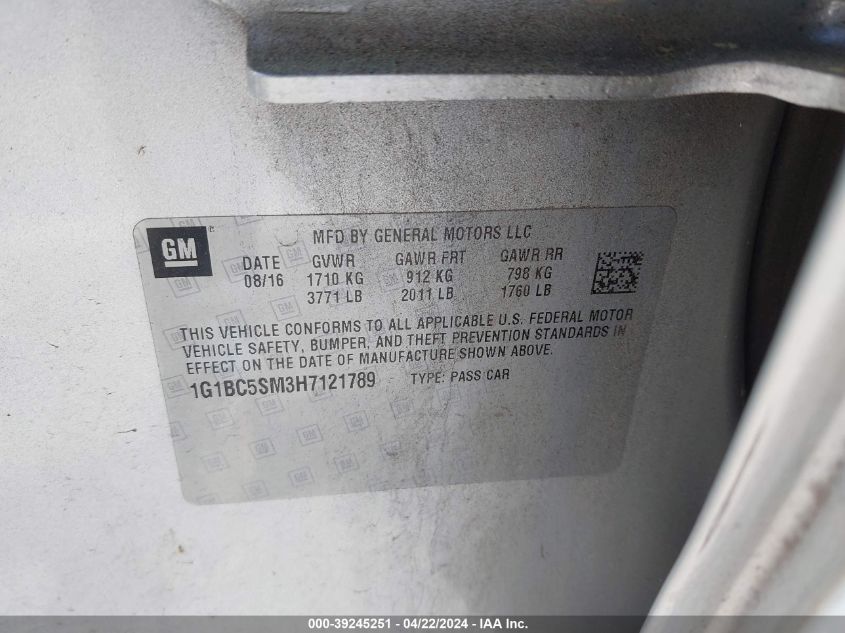 GM
MFD BY GENERAL MOTORS LLC
DATE GVWR GAWR FRT GAWR RR
08/16 1710 KG 912 KG 798 KG
3771 LB 2011 LB 1760 LB
THIS VEHICLE CONFORMS TO ALL APPLICABLE U.S. FEDERAL MOTOR
VEHICLE SAFETY, BUMPER, AND THEFT PREVENTION STANDARDS IN
EFFECT ON THE DATE OF MANUFACTURE SHOWN ABOVE.
1G1BC5SM3H7121789 TYPE: PASS CAR
000-39245251 - 04/22/2024 - IAA Inc.